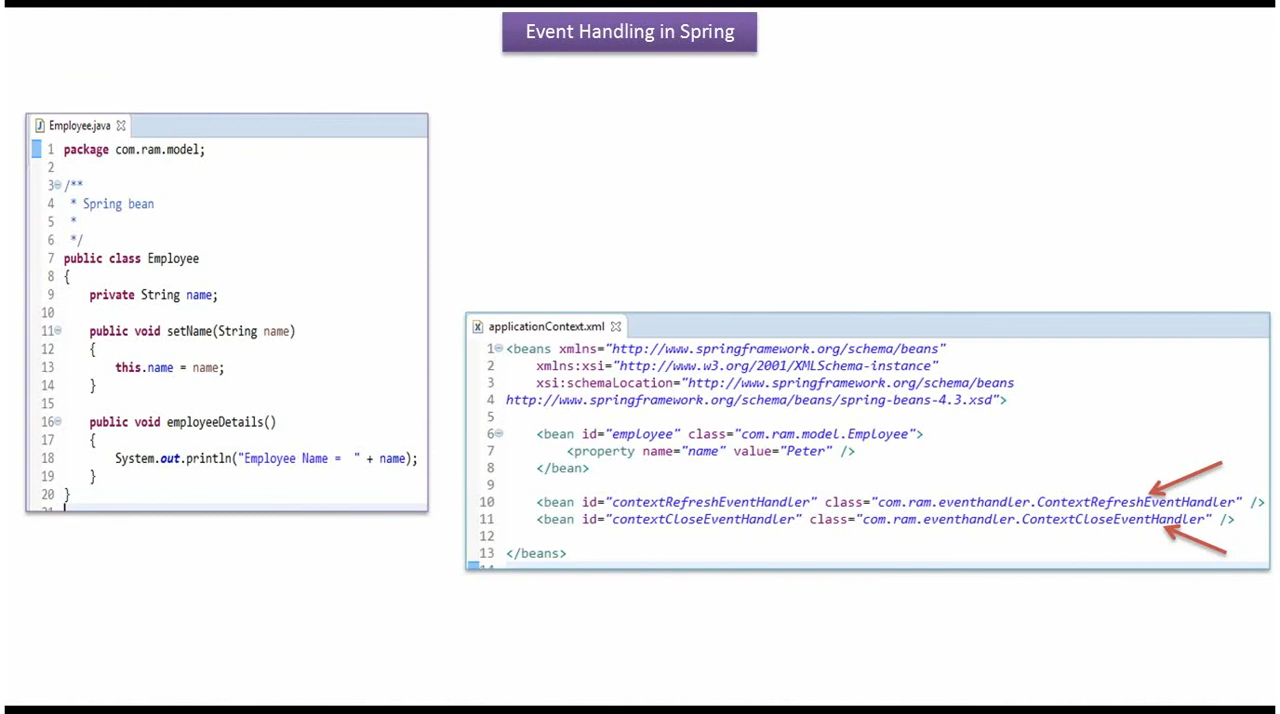 Event Handling in Spring
Employee.java
1 package com.ram.model;
2
3 /**
4 * Spring bean
5 *
6 */
7 public class Employee
8 {
9 private String name;
10
11 public void setName(String name)
12 {
13 this.name = name;
14 }
15
16 public void employeeDetails()
17 {
18 System.out.println("Employee Name =  " + name);
19 }
20 }
applicationContext.xml
1 <beans xmlns="http://www.springframework.org/schema/beans"
2 xmlns:xsi="http://www.w3.org/2001/XMLSchema-instance"
3 xsi:schemaLocation="http://www.springframework.org/schema/beans
4 http://www.springframework.org/schema/beans/spring-beans-4.3.xsd">
5
6 <bean id="employee" class="com.ram.model.Employee">
7 <property name="name" value="Peter" />
8 </bean>
9
10 <bean id="contextRefreshEventHandler" class="com.ram.eventhandler.ContextRefreshEventHandler" />
11 <bean id="contextCloseEventHandler" class="com.ram.eventhandler.ContextCloseEventHandler" />
12
13 </beans>